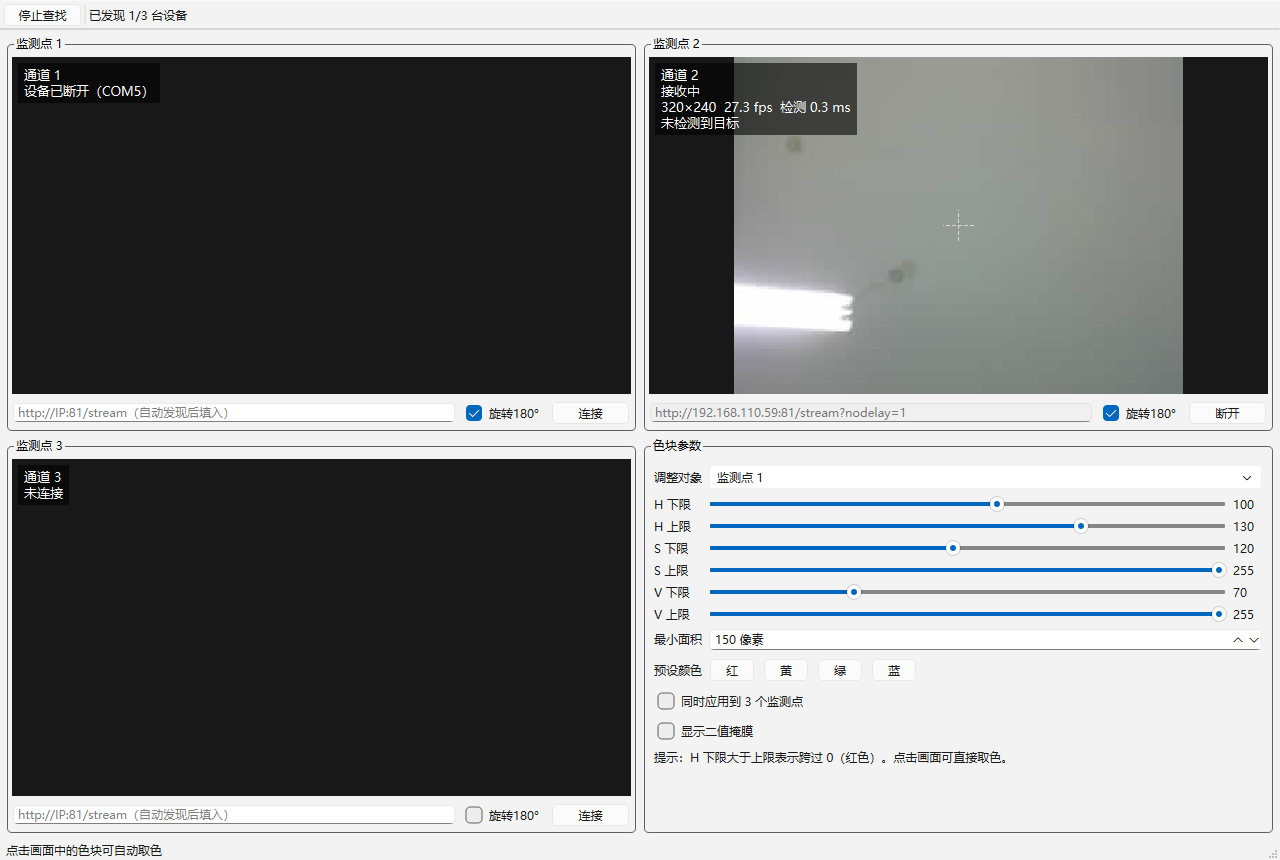 停止查找 已发现 1/3 台设备
监测点 1
通道 1
设备已断开（COM5）
http://IP:81/stream（自动发现后填入） 旋转180° 连接
监测点 2
通道 2
接收中
320×240 27.3 fps 检测 0.3 ms
未检测到目标
http://192.168.110.59:81/stream?nodelay=1 旋转180° 断开
监测点 3
通道 3
未连接
http://IP:81/stream（自动发现后填入） 旋转180° 连接
色块参数
调整对象 监测点 1
H 下限 100
H 上限 130
S 下限 120
S 上限 255
V 下限 70
V 上限 255
最小面积 150 像素
预设颜色 红 黄 绿 蓝
同时应用到 3 个监测点
显示二值掩膜
提示：H 下限大于上限表示跨过 0（红色）。点击画面可直接取色。
点击画面中的色块可自动取色